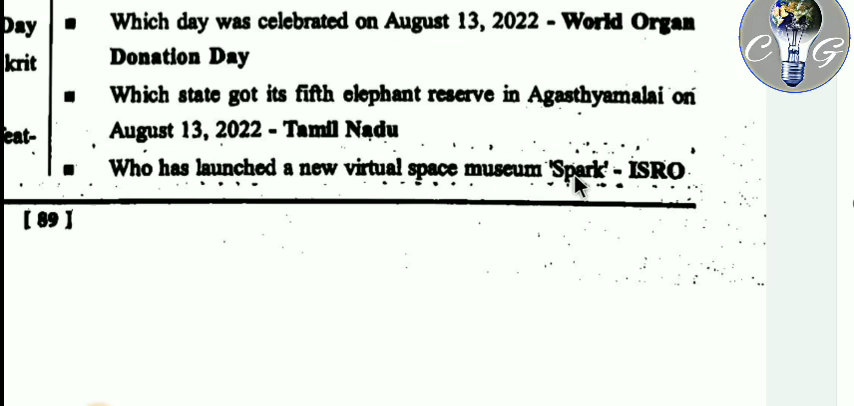 Day
krit
eat-
Which day was celebrated on August 13, 2022 - World Organ
Donation Day
Which state got its fifth elephant reserve in Agasthyamalai on
August 13, 2022 - Tamil Nadu
Who has launched a new virtual space museum 'Spark' - ISRO
[ 89 ]
C G